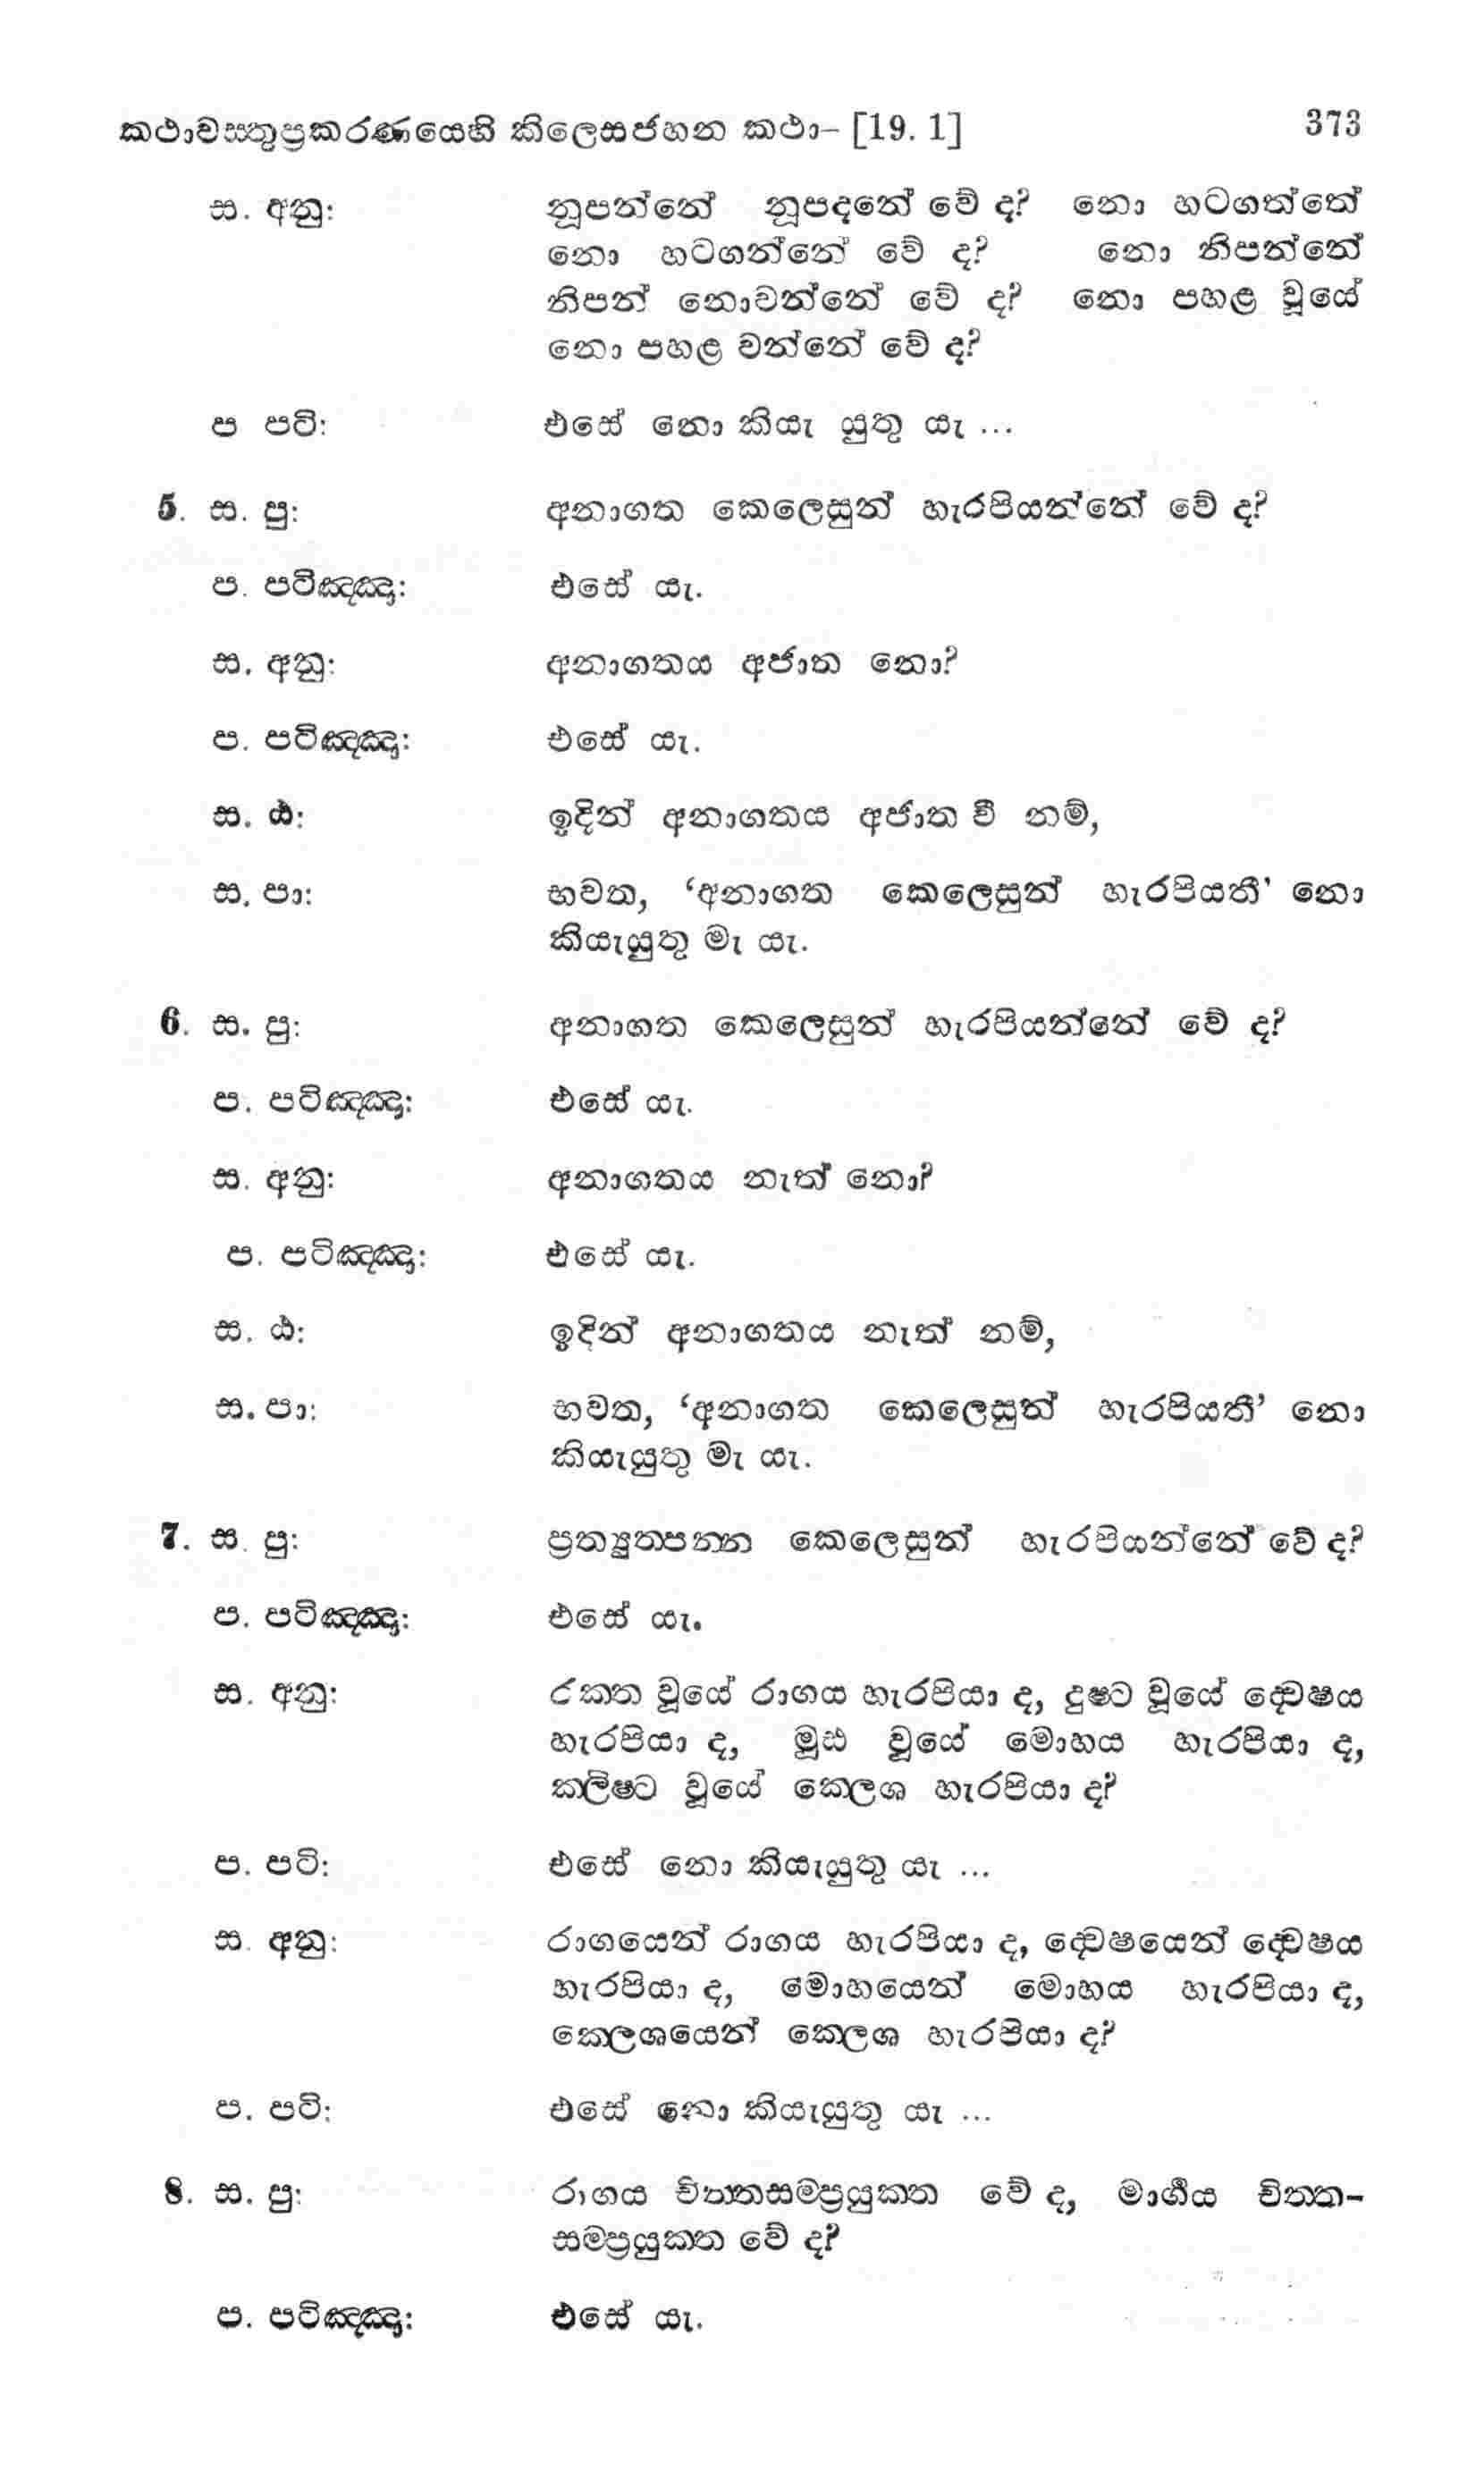 කථාවස්තුප්‍රකරණයෙහි කිලෙසජහන කථා– [19. 1] 373
ස. අනු: නූපන්නේ නූපදනේ වේ ද? නො හටගත්තේ
නො හටගන්නේ වේ ද? නො නිපන්නේ
නිපන් නොවන්නේ වේ ද? නො පහළ වූයේ
නො පහළ වන්නේ වේ ද?
ප පටි: එසේ නො කියැ යුතු යැ ...
5. ස. පු: අනාගත කෙලෙසුන් හැරපියන්නේ වේ ද?
ප. පටිඤ්ඤා: එසේ යැ.
ස. අනු: අනාගතය අජාත නො?
ප. පටිඤ්ඤා: එසේ යැ.
ස. ඨ: ඉදින් අනාගතය අජාත වී නම්,
ස. පා: භවත, ‘අනාගත කෙලෙසුන් හැරපියතී’ නො
කියැයුතු මැ යැ.
6. ස. පු: අනාගත කෙලෙසුන් හැරපියන්නේ වේ ද?
ප. පටිඤ්ඤා: එසේ යැ.
ස. අනු: අනාගතය නැත් නො?
ප. පටිඤ්ඤා: එසේ යැ.
ස. ඨ: ඉදින් අනාගතය නැත් නම්,
ස. පා: භවත, ‘අනාගත කෙලෙසුන් හැරපියතී’ නො
කියැයුතු මැ යැ.
7. ස. පු: ප්‍රත්‍යුත්පන්න කෙලෙසුන් හැරපියන්නේ වේ ද?
ප. පටිඤ්ඤා: එසේ යැ.
ස. අනු: රක්ත වූයේ රාගය හැරපියා ද, දුෂ්ට වූයේ ද්වෙෂය
හැරපියා ද, මූඪ වූයේ මොහය හැරපියා ද,
ක්ලිෂ්ට වූයේ ක්ලෙශ හැරපියා ද?
ප. පටි: එසේ නො කියැයුතු යැ ...
ස. අනු: රාගයෙන් රාගය හැරපියා ද, ද්වෙෂයෙන් ද්වෙෂය
හැරපියා ද, මොහයෙන් මොහය හැරපියා ද,
ක්ලෙශයෙන් ක්ලෙශ හැරපියා ද?
ප. පටි: එසේ නො කියැයුතු යැ ...
8. ස. පු: රාගය චිත්තසම්ප්‍රයුක්ත වේ ද, මාර්ගය චිත්ත-
සම්ප්‍රයුක්ත වේ ද?
ප. පටිඤ්ඤා: එසේ යැ.